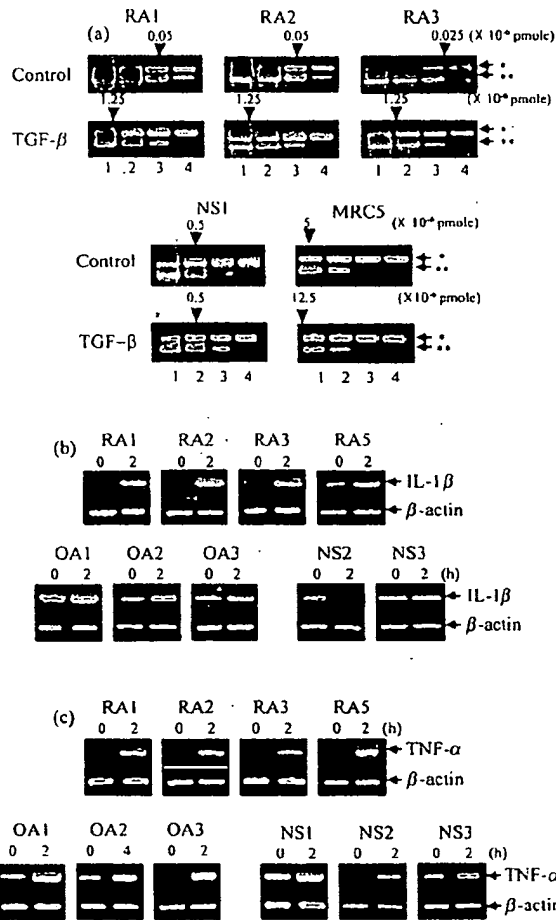 RA1 RA2 RA3
(a) 0.05 0.05 0.025 (X 10⁻⁶ pmole)
Control * **
1.25 1.25 1.25 (X 10⁻⁶ pmole)
TGF-β * **
1 2 3 4 1 2 3 4 1 2 3 4
NS1 MRC5
0.5 5 (X 10⁻⁶ pmole)
Control * **
0.5 12.5 (X10⁻⁶ pmole)
TGF-β * **
1 2 3 4 1 2 3 4
(b) RA1 RA2 RA3 RA5
0 2 0 2 0 2 0 2
IL-1β
β-actin
OA1 OA2 OA3 NS2 NS3
0 2 0 2 0 2 0 2 0 2 (h)
IL-1β
β-actin
(c) RA1 RA2 RA3 RA5
0 2 0 2 0 2 0 2 (h)
TNF-α
β-actin
OA1 OA2 OA3 NS1 NS2 NS3
0 2 0 4 0 2 0 2 0 2 0 2 (h)
TNF-α
β-actin